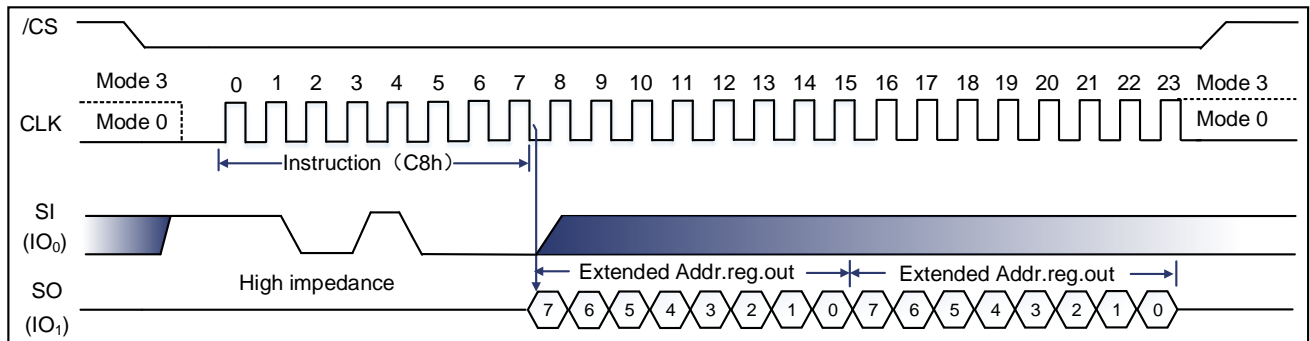 /CS
Mode 3 0 1 2 3 4 5 6 7 8 9 10 11 12 13 14 15 16 17 18 19 20 21 22 23 Mode 3
CLK Mode 0 Mode 0
Instruction（C8h）
SI
(IO₀)
Extended Addr.reg.out Extended Addr.reg.out
High impedance
SO
7 6 5 4 3 2 1 0 7 6 5 4 3 2 1 0
(IO₁)